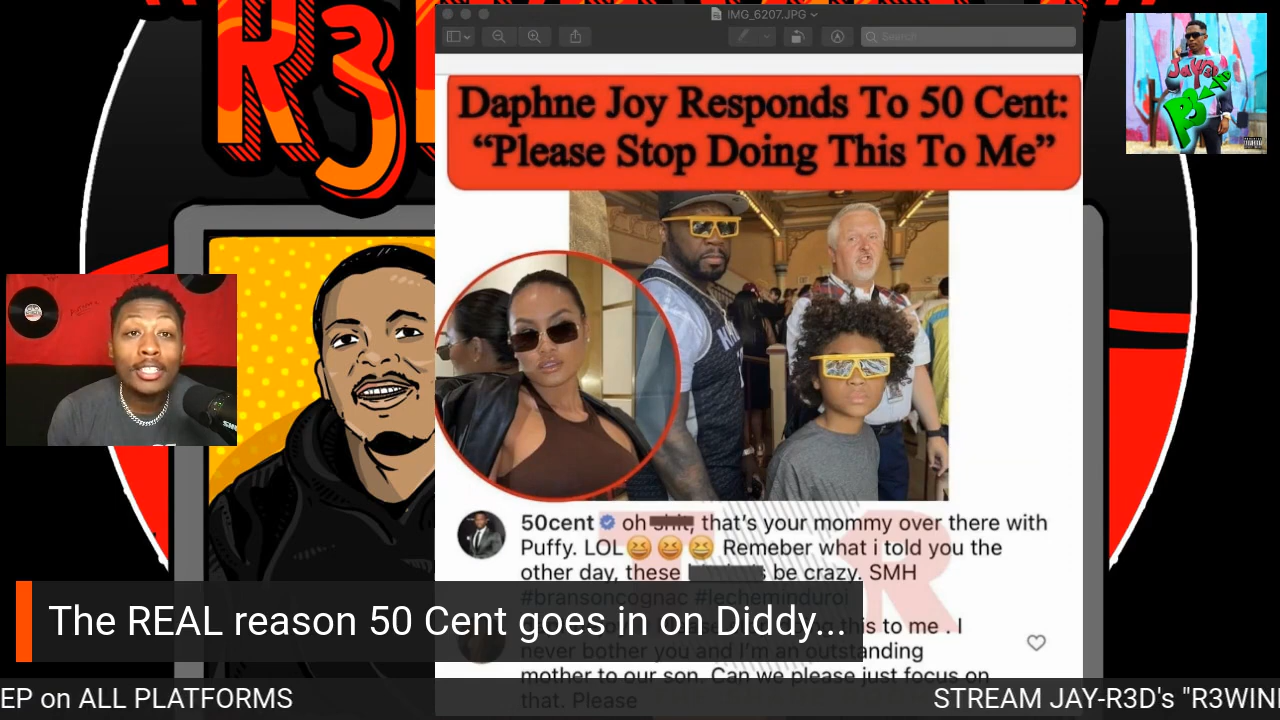 R3
IMG_6207.JPG
Search
Daphne Joy Responds To 50 Cent:
“Please Stop Doing This To Me”
50cent oh shit, that’s your mommy over there with
Puffy. LOL😆😆😆 Remeber what i told you the
other day, these be crazy. SMH
#bransoncognac #lecheminduroi
this to me . I
never bother you and I’m an outstanding
mother to our son. Can we please just focus on
that. Please
The REAL reason 50 Cent goes in on Diddy...
EP on ALL PLATFORMS
STREAM JAY-R3D's "R3WIN